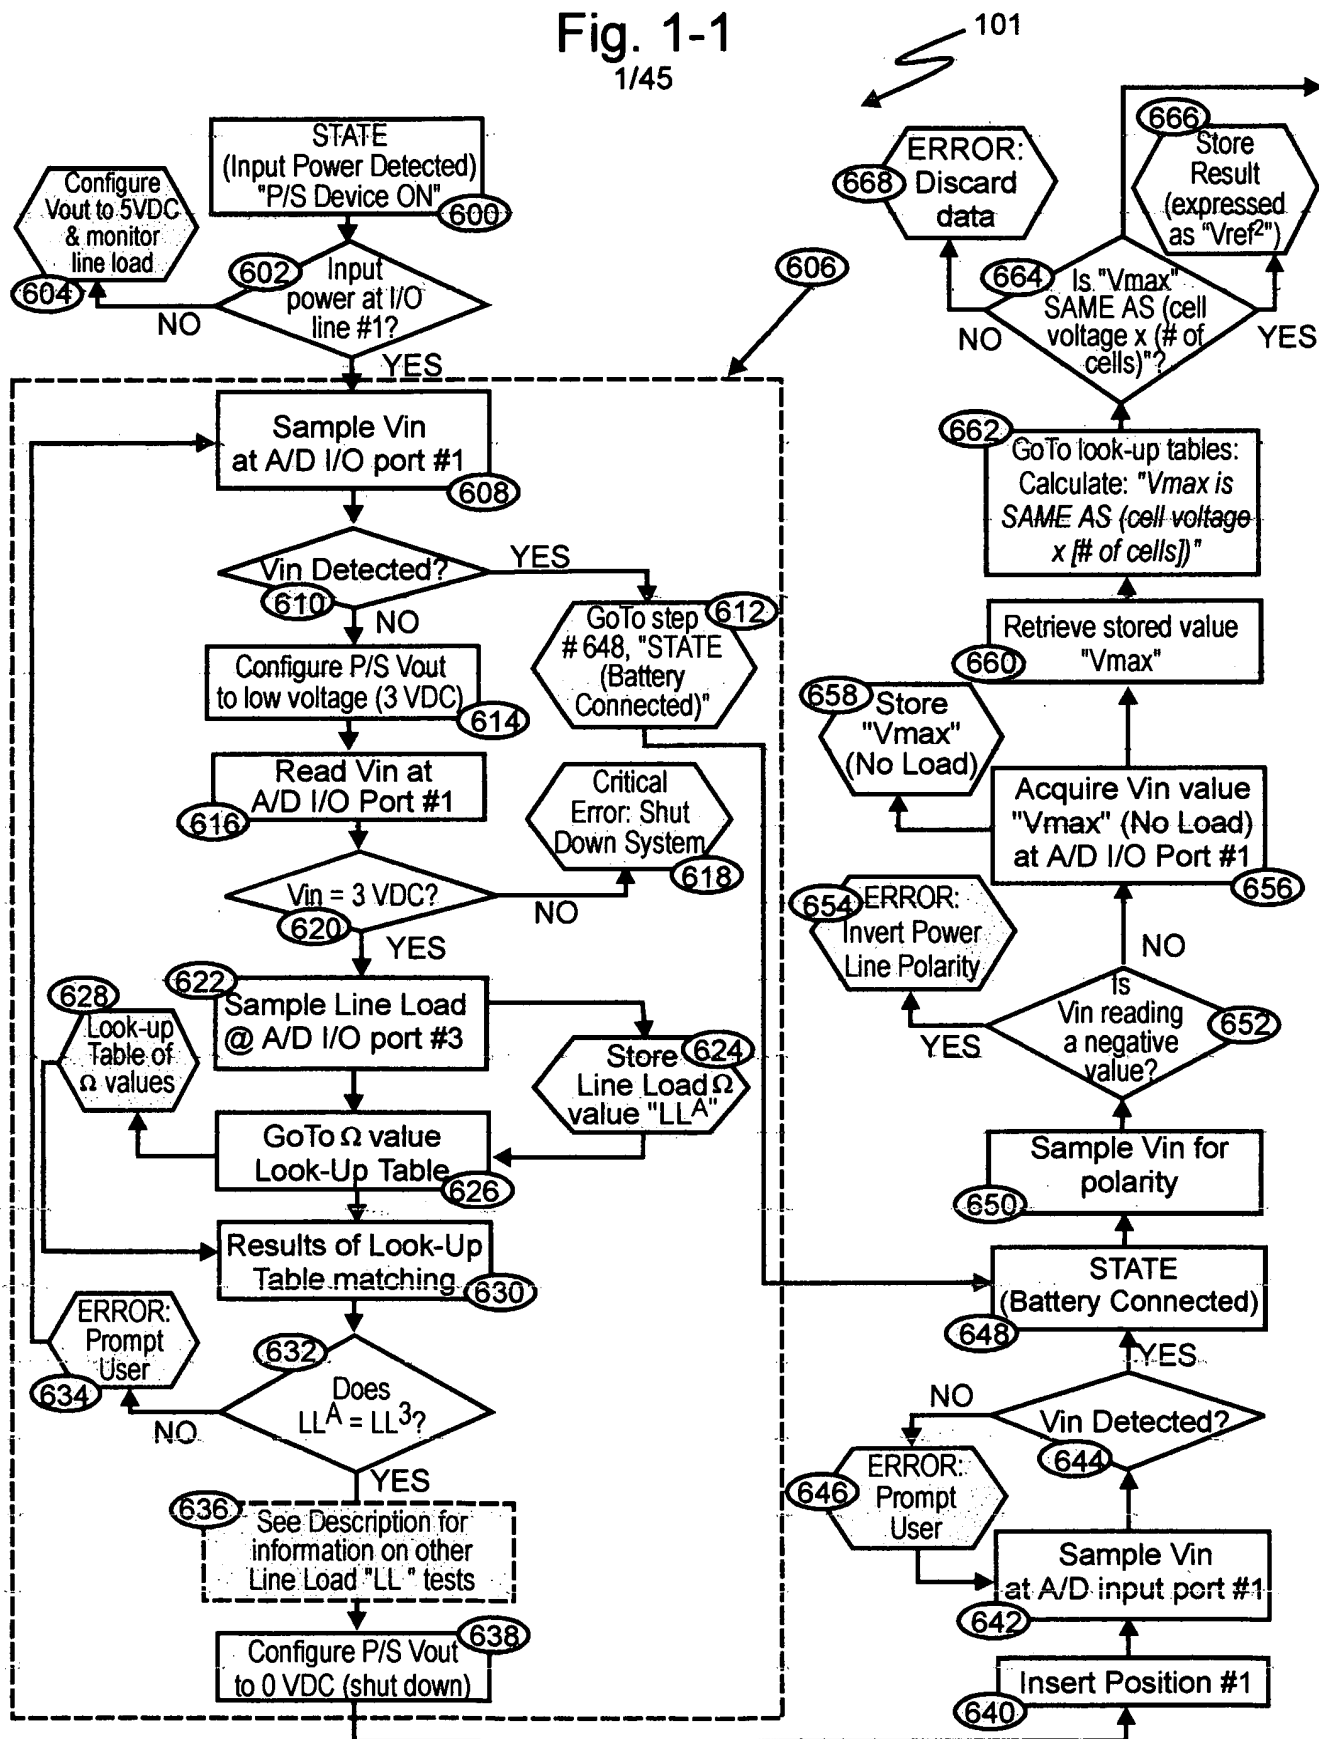 Fig. 1-1
1/45
101
STATE
(Input Power Detected)
"P/S Device ON"
600
Configure
Vout to 5VDC
& monitor
line load
604
602
Input
power at I/O
line #1?
NO
YES
606
Sample Vin
at A/D I/O port #1
608
Vin Detected?
610
YES
NO
612
GoTo step
# 648, "STATE
(Battery
Connected)"
Configure P/S Vout
to low voltage (3 VDC)
614
Read Vin at
A/D I/O Port #1
616
Critical
Error: Shut
Down System
618
Vin = 3 VDC?
620
NO
YES
622
Sample Line Load
@ A/D I/O port #3
628
Look-up
Table of
Ω values
624
Store
Line Load Ω
value "LLᴬ"
GoTo Ω value
Look-Up Table
626
Results of Look-Up
Table matching
630
ERROR:
Prompt
User
634
632
Does
LLᴬ = LL³?
NO
YES
636
See Description for
information on other
Line Load "LL" tests
638
Configure P/S Vout
to 0 VDC (shut down)
666
Store
Result
(expressed
as "Vref²")
ERROR:
668 Discard
data
664
Is "Vmax"
SAME AS (cell
voltage x (# of
cells)"?
NO
YES
662
GoTo look-up tables:
Calculate: "Vmax is
SAME AS (cell voltage
x [# of cells])"
Retrieve stored value
"Vmax"
660
658
Store
"Vmax"
(No Load)
Acquire Vin value
"Vmax" (No Load)
at A/D I/O Port #1
656
654
ERROR:
Invert Power
Line Polarity
NO
Is
Vin reading
a negative
value?
652
YES
Sample Vin for
polarity
650
STATE
(Battery Connected)
648
YES
NO
Vin Detected?
644
ERROR:
646 Prompt
User
Sample Vin
at A/D input port #1
642
Insert Position #1
640